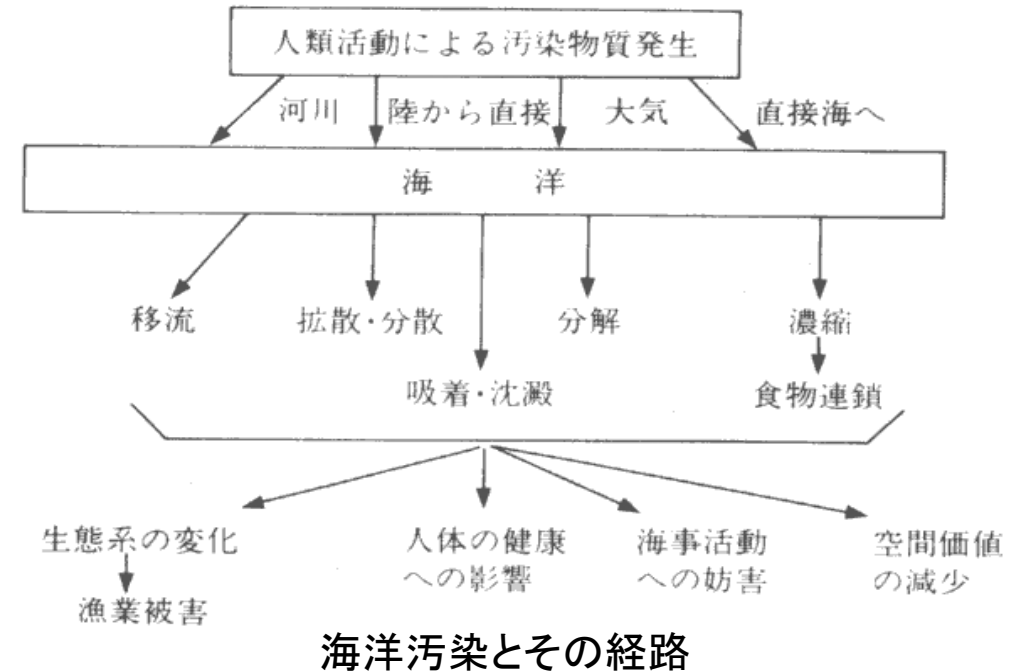 人類活動による汚染物質発生
河川 陸から直接 大気 直接海へ
海 洋
移流 拡散・分散 分解 濃縮
吸着・沈澱 食物連鎖
生態系の変化 人体の健康 海事活動 空間価値
への影響 への妨害 の減少
漁業被害
海洋汚染とその経路